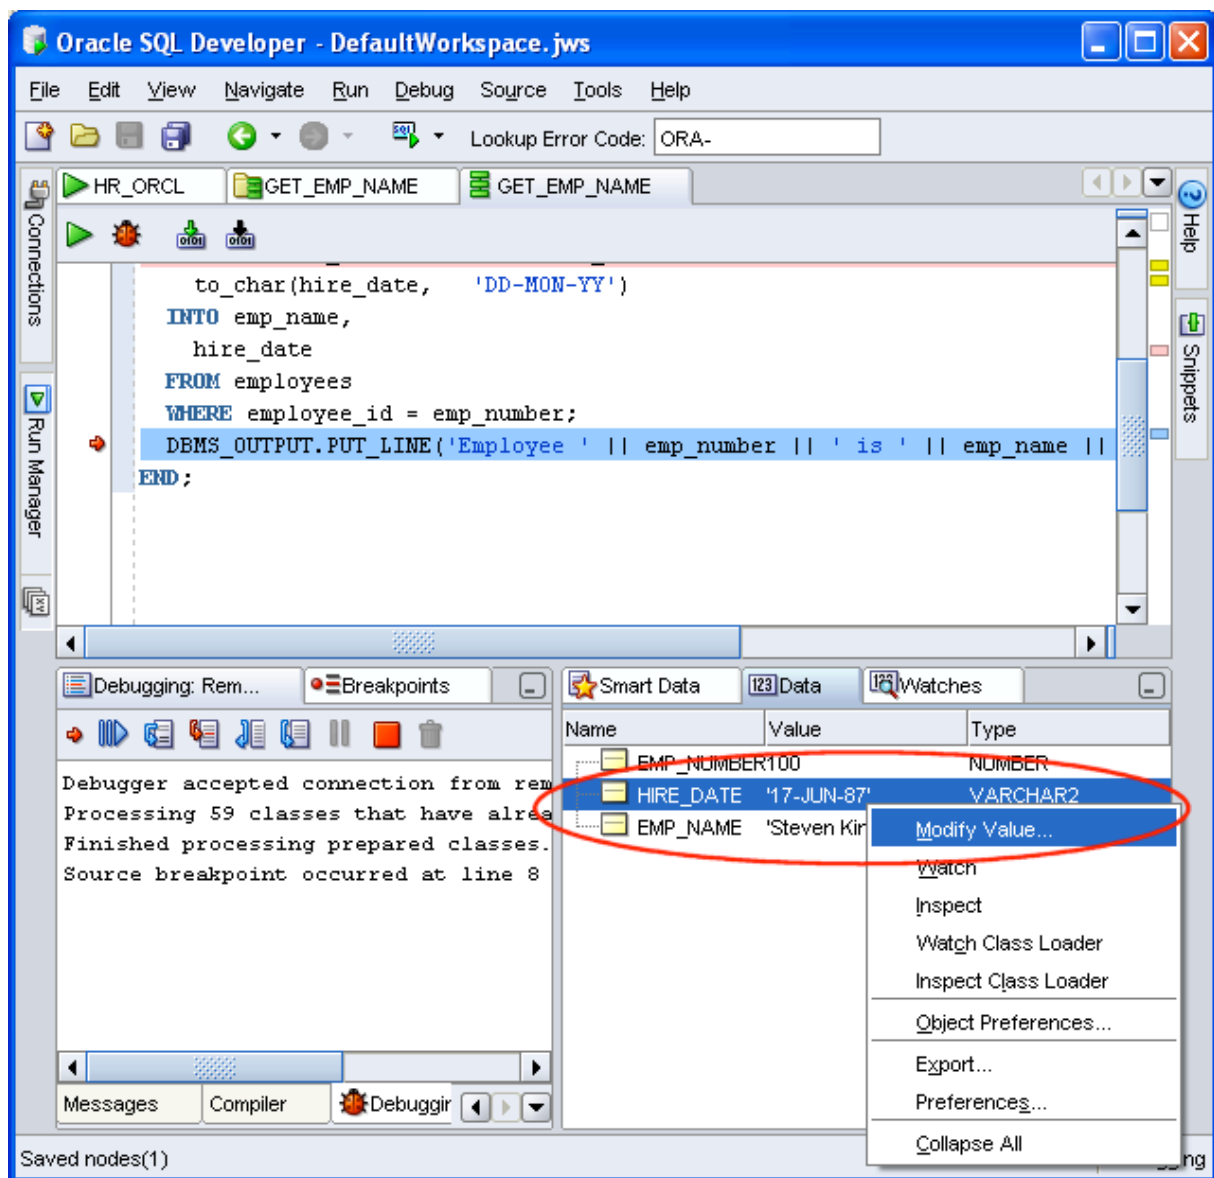 Oracle SQL Developer - DefaultWorkspace.jws
File Edit View Navigate Run Debug Source Tools Help
Lookup Error Code: ORA-
HR_ORCL GET_EMP_NAME GET_EMP_NAME
Connections
Run Manager
Help
Snippets
to_char(hire_date, 'DD-MON-YY')
INTO emp_name,
hire_date
FROM employees
WHERE employee_id = emp_number;
DBMS_OUTPUT.PUT_LINE('Employee ' || emp_number || ' is ' || emp_name ||
END;
Debugging: Rem... Breakpoints
Debugger accepted connection from rem
Processing 59 classes that have alrea
Finished processing prepared classes.
Source breakpoint occurred at line 8
Messages Compiler Debuggin
Smart Data Data Watches
Name Value Type
EMP_NUMBER 100 NUMBER
HIRE_DATE '17-JUN-87' VARCHAR2
EMP_NAME 'Steven Kin
Modify Value...
Watch
Inspect
Watch Class Loader
Inspect Class Loader
Object Preferences...
Export...
Preferences...
Collapse All
Saved nodes(1)